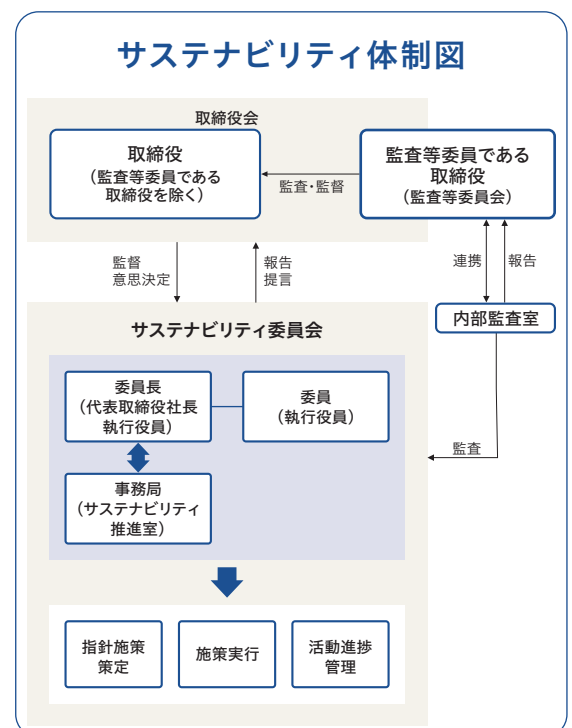 サステナビリティ体制図
取締役会
取締役
（監査等委員である
取締役を除く）
監査・監督
監査等委員である
取締役
（監査等委員会）
監督
意思決定
報告
提言
連携
報告
内部監査室
サステナビリティ委員会
委員長
（代表取締役社長
執行役員）
委員
（執行役員）
監査
事務局
（サステナビリティ
推進室）
指針施策
策定
施策実行
活動進捗
管理